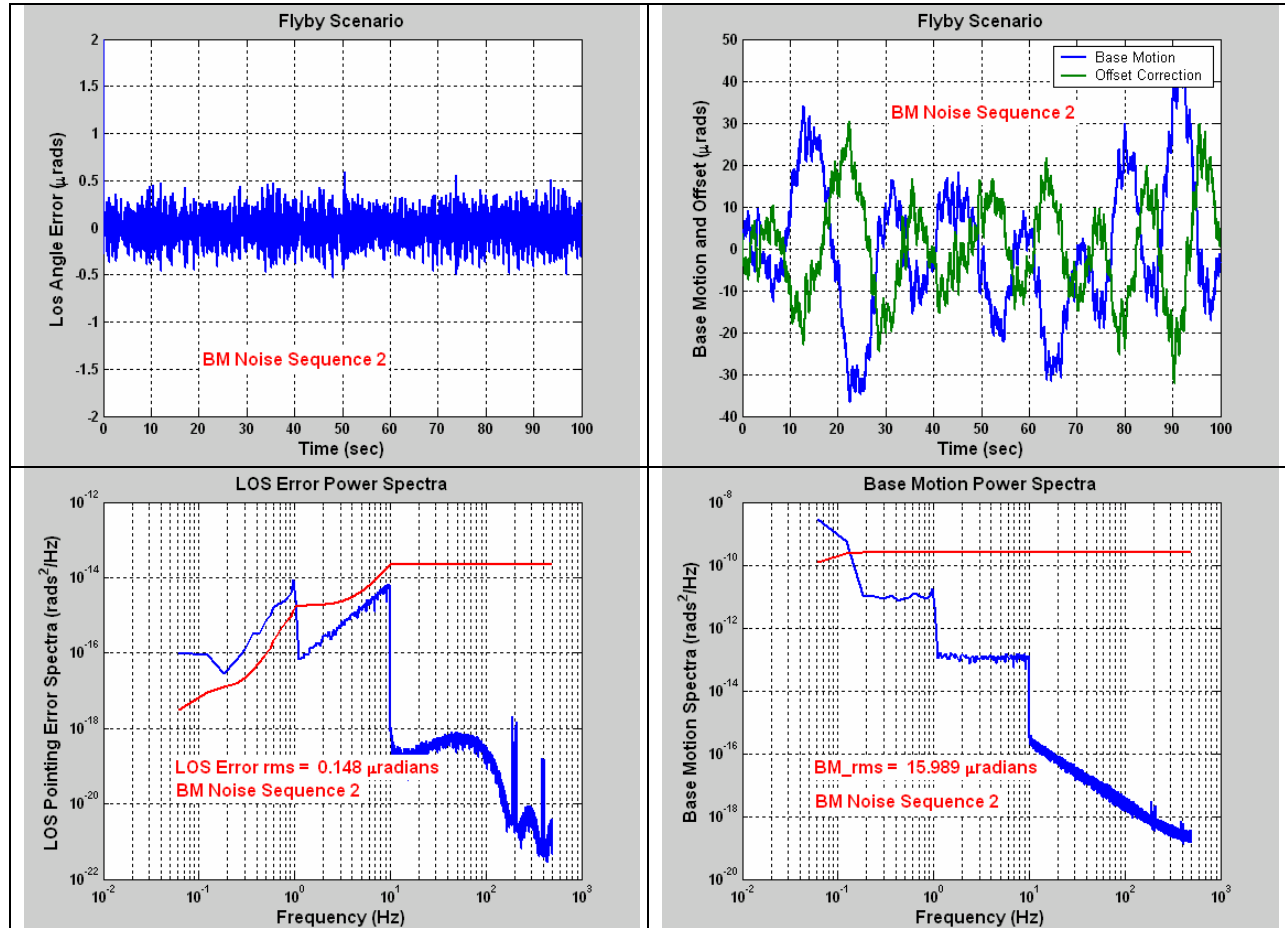 Flyby Scenario
2
1.5
1
0.5
0
-0.5
-1
-1.5
-2
Los Angle Error (μrads)
BM Noise Sequence 2
0 10 20 30 40 50 60 70 80 90 100
Time (sec)
Flyby Scenario
50
40
30
20
10
0
-10
-20
-30
-40
Base Motion and Offset (μrads)
Base Motion
Offset Correction
BM Noise Sequence 2
0 10 20 30 40 50 60 70 80 90 100
Time (sec)
LOS Error Power Spectra
10^-12
10^-14
10^-16
10^-18
10^-20
10^-22
LOS Pointing Error Spectra (rads^2/Hz)
LOS Error rms = 0.148 μradians
BM Noise Sequence 2
10^-2 10^-1 10^0 10^1 10^2 10^3
Frequency (Hz)
Base Motion Power Spectra
10^-8
10^-10
10^-12
10^-14
10^-16
10^-18
10^-20
Base Motion Spectra (rads^2/Hz)
BM_rms = 15.989 μradians
BM Noise Sequence 2
10^-2 10^-1 10^0 10^1 10^2 10^3
Frequency (Hz)